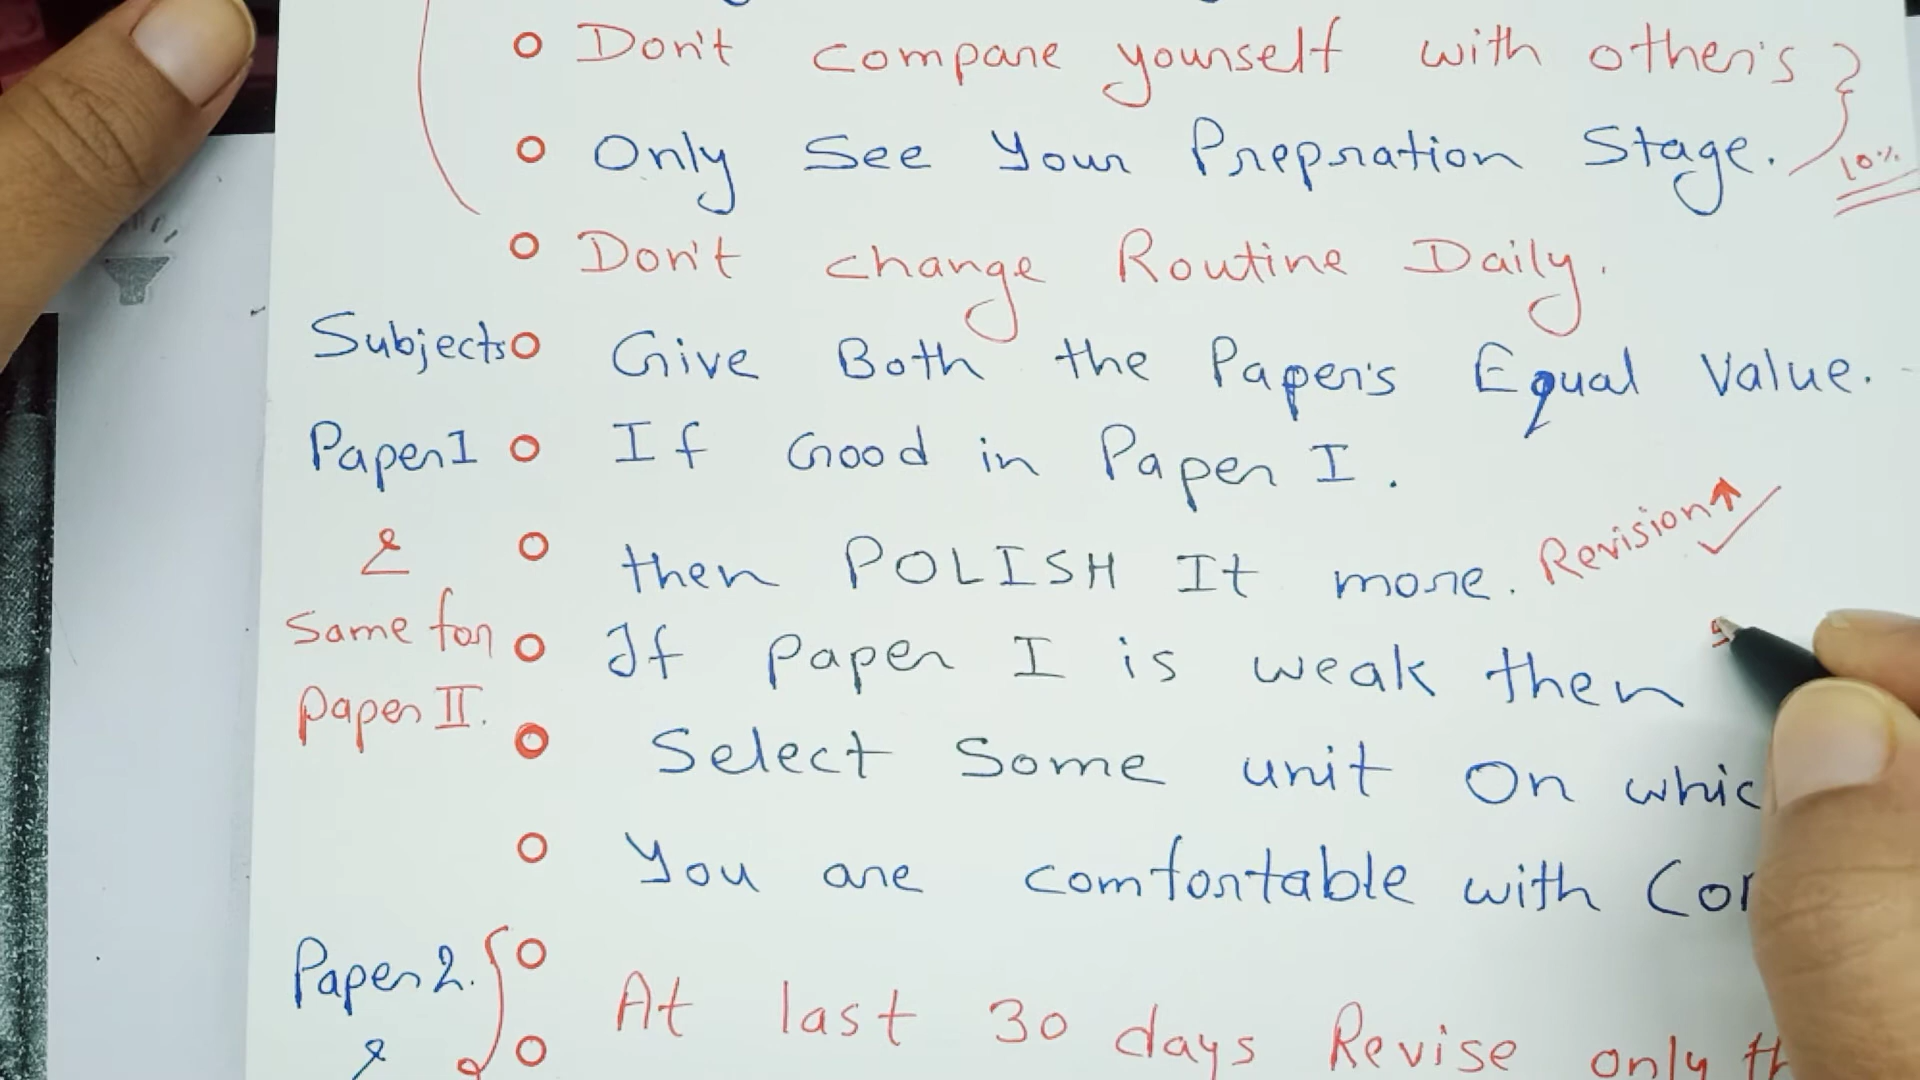 Don't compare yourself with other's
Only See Your Prepration Stage.
10%
Don't change Routine Daily.
Subjects Give Both the Paper's Equal Value.
Paper 1 If Good in Paper I.
& then POLISH It more. Revision↑
Same for If Paper I is weak then
paper II. Select Some unit On
You are comfortable with
Paper 2. At last 30 days Revise only
&